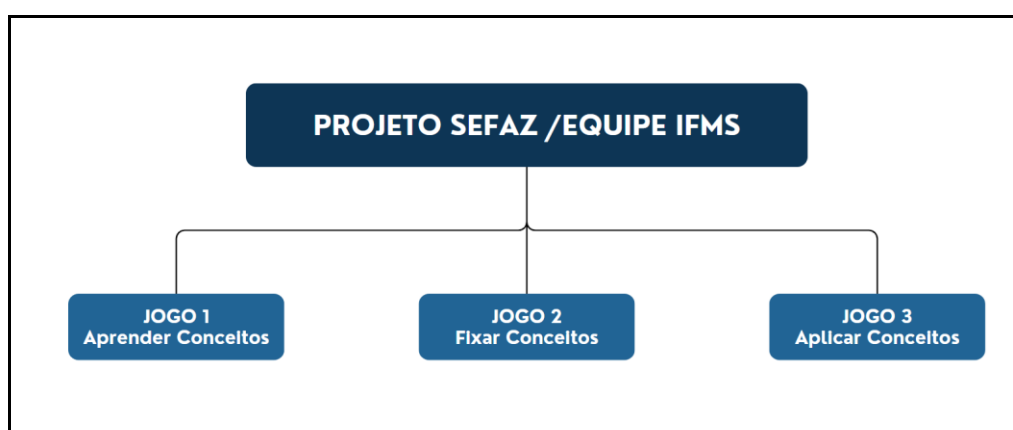 PROJETO SEFAZ /EQUIPE IFMS
JOGO 1
Aprender Conceitos
JOGO 2
Fixar Conceitos
JOGO 3
Aplicar Conceitos